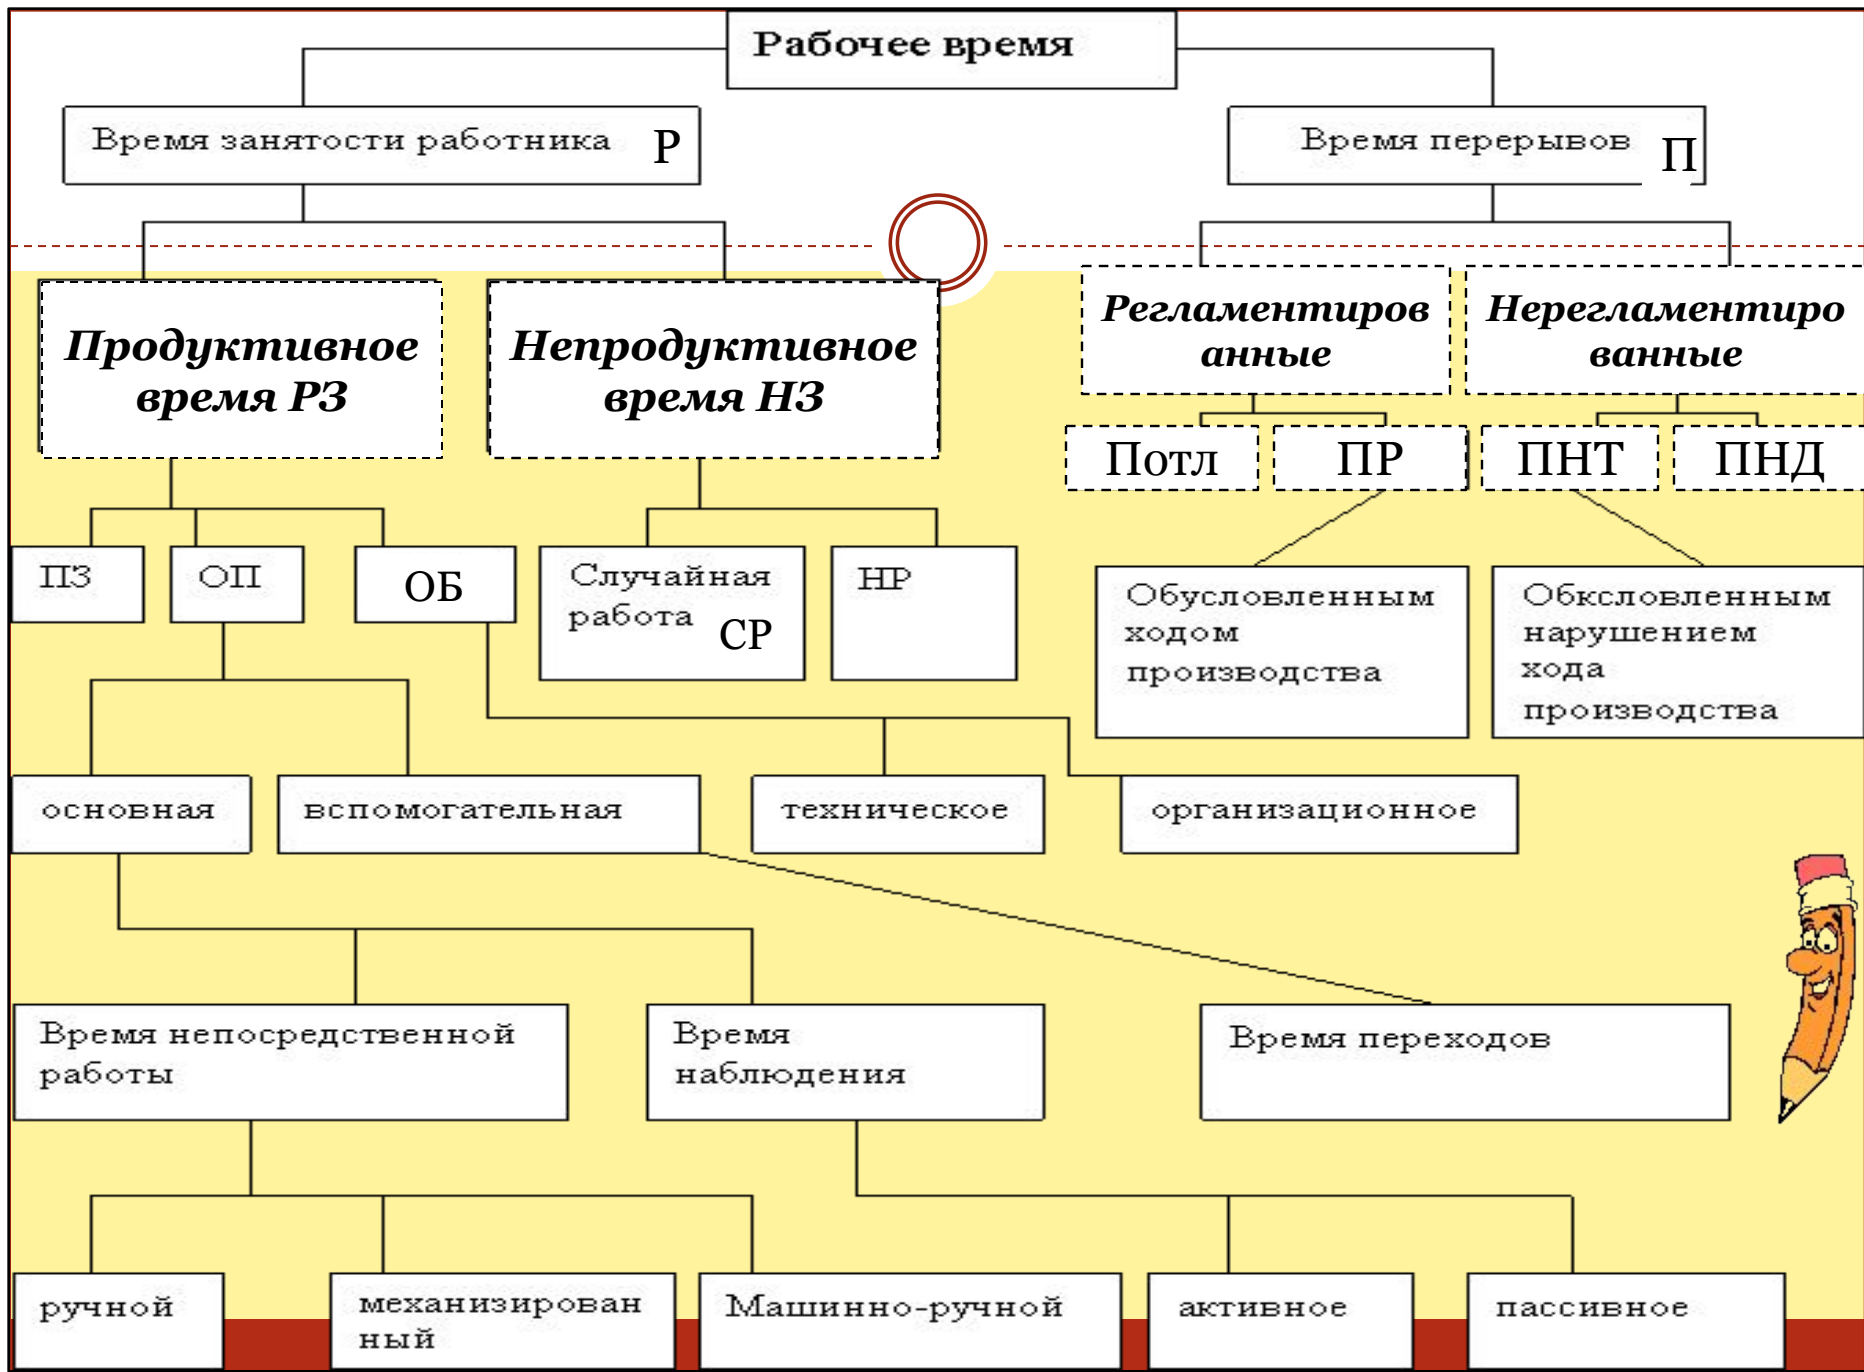 Рабочее время
Время занятости работника Р
Время перерывов П
Продуктивное
время РЗ
Непродуктивное
время НЗ
Регламентиров
анные
Нерегламентиро
ванные
Потл
ПР
ПНТ
ПНД
ПЗ
ОП
ОБ
Случайная
работа СР
НР
Обусловленным
ходом
производства
Обксловленным
нарушением
хода
производства
основная
вспомогательная
техническое
организационное
Время непосредственной
работы
Время
наблюдения
Время переходов
ручной
механизирован
ный
Машинно-ручной
активное
пассивное